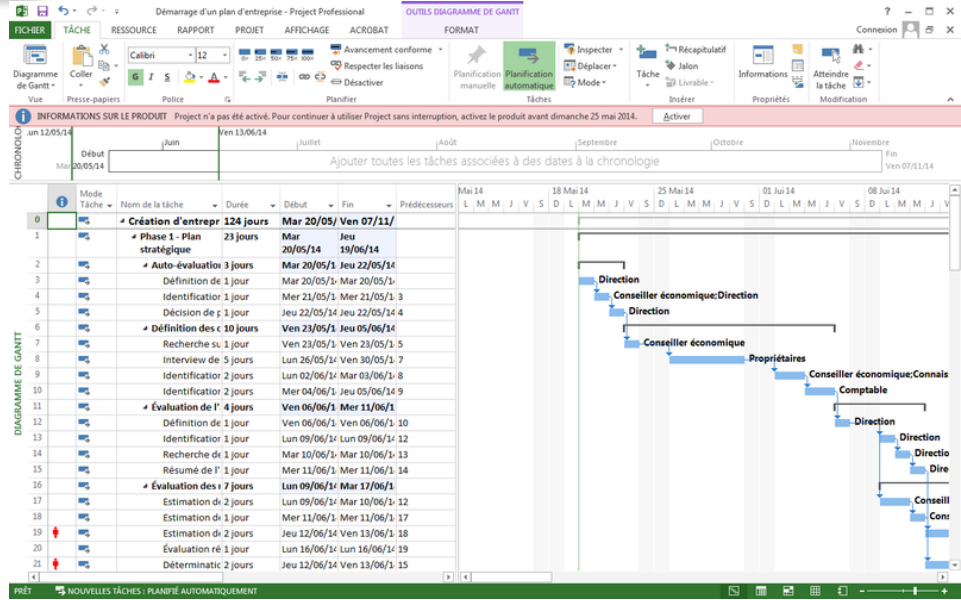 Démarrage d'un plan d'entreprise - Project Professional
OUTILS DIAGRAMME DE GANTT
FICHIER TÂCHE RESSOURCE RAPPORT PROJET AFFICHAGE ACROBAT FORMAT Connexion
Diagramme de Gantt
Coller
Calibri 12
G I S
0% 25% 50% 75% 100%
Avancement conforme
Respecter les liaisons
Désactiver
Planification manuelle
Planification automatique
Inspecter
Déplacer
Mode
Tâche
Récapitulatif
Jalon
Livrable
Informations
Atteindre la tâche
Vue Presse-papiers Police Planifier Tâches Insérer Propriétés Modification
INFORMATIONS SUR LE PRODUIT Project n'a pas été activé. Pour continuer à utiliser Project sans interruption, activez le produit avant dimanche 25 mai 2014. Activer
CHRONOLO
.un 12/05/14 Ven 13/06/14
Juin Juillet Août Septembre Octobre Novembre
Début
Mar 20/05/14
Ajouter toutes les tâches associées à des dates à la chronologie
Fin
Ven 07/11/14
DIAGRAMME DE GANTT
Mode Tâche Nom de la tâche Durée Début Fin Prédécesseurs
Mai 14 18 Mai 14 25 Mai 14 01 Jui 14 08 Jui 14
L M M J V S D L M M J V S D L M M J V S D L M M J V S D L M M J V
0 Création d'entrepr 124 jours Mar 20/05/ Ven 07/11/
1 Phase 1 - Plan stratégique 23 jours Mar 20/05/14 Jeu 19/06/14
2 Auto-évaluation 3 jours Mar 20/05/1 Jeu 22/05/14
3 Définition de 1 jour Mar 20/05/1 Mar 20/05/1 Direction
4 Identification 1 jour Mer 21/05/1 Mer 21/05/1 3 Conseiller économique;Direction
5 Décision de p 1 jour Jeu 22/05/14 Jeu 22/05/14 4 Direction
6 Définition des o 10 jours Ven 23/05/1 Jeu 05/06/14
7 Recherche su 1 jour Ven 23/05/1 Ven 23/05/1 5 Conseiller économique
8 Interview de 5 jours Lun 26/05/14 Ven 30/05/1 7 Propriétaires
9 Identification 2 jours Lun 02/06/14 Mar 03/06/1 8 Conseiller économique;Connais
10 Identification 2 jours Mer 04/06/1 Jeu 05/06/14 9 Comptable
11 Évaluation de l' 4 jours Ven 06/06/1 Mer 11/06/1
12 Définition de 1 jour Ven 06/06/1 Ven 06/06/1 10 Direction
13 Identification 1 jour Lun 09/06/14 Lun 09/06/14 12 Direction
14 Recherche de 1 jour Mar 10/06/1 Mar 10/06/1 13 Directio
15 Résumé de l' 1 jour Mer 11/06/1 Mer 11/06/1 14 Dire
16 Évaluation des 7 jours Lun 09/06/14 Mar 17/06/1
17 Estimation de 2 jours Lun 09/06/14 Mar 10/06/1 12 Conseill
18 Estimation de 1 jour Mer 11/06/1 Mer 11/06/1 17 Cons
19 Estimation de 2 jours Jeu 12/06/14 Ven 13/06/1 18
20 Évaluation ré 1 jour Lun 16/06/14 Lun 16/06/14 19
21 Déterminatio 2 jours Jeu 12/06/14 Ven 13/06/1 15
PRÊT NOUVELLES TÂCHES : PLANIFIÉ AUTOMATIQUEMENT